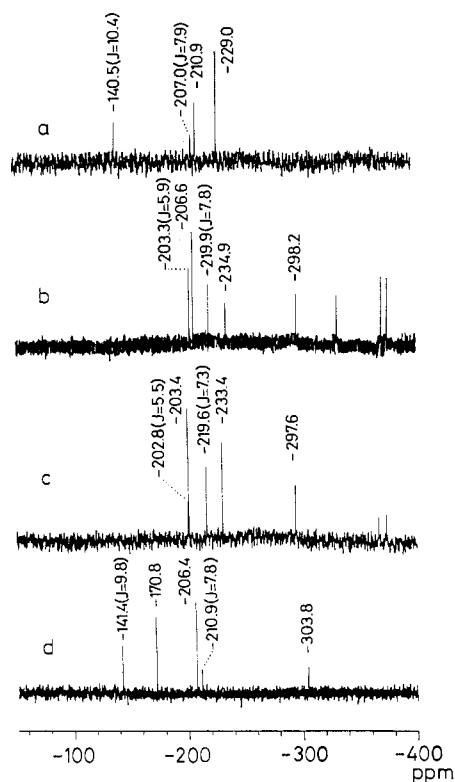 -140.5(J=10.4)
-207.0(J=7.9)
-210.9
-229.0
a
-203.3(J=5.9)
-206.6
-219.9(J=7.8)
-234.9
-298.2
b
-202.8(J=5.5)
-203.4
-219.6(J=7.3)
-233.4
-297.6
c
-141.4(J=9.8)
-170.8
-206.4
-210.9(J=7.8)
-303.8
d
-100 -200 -300 -400
ppm